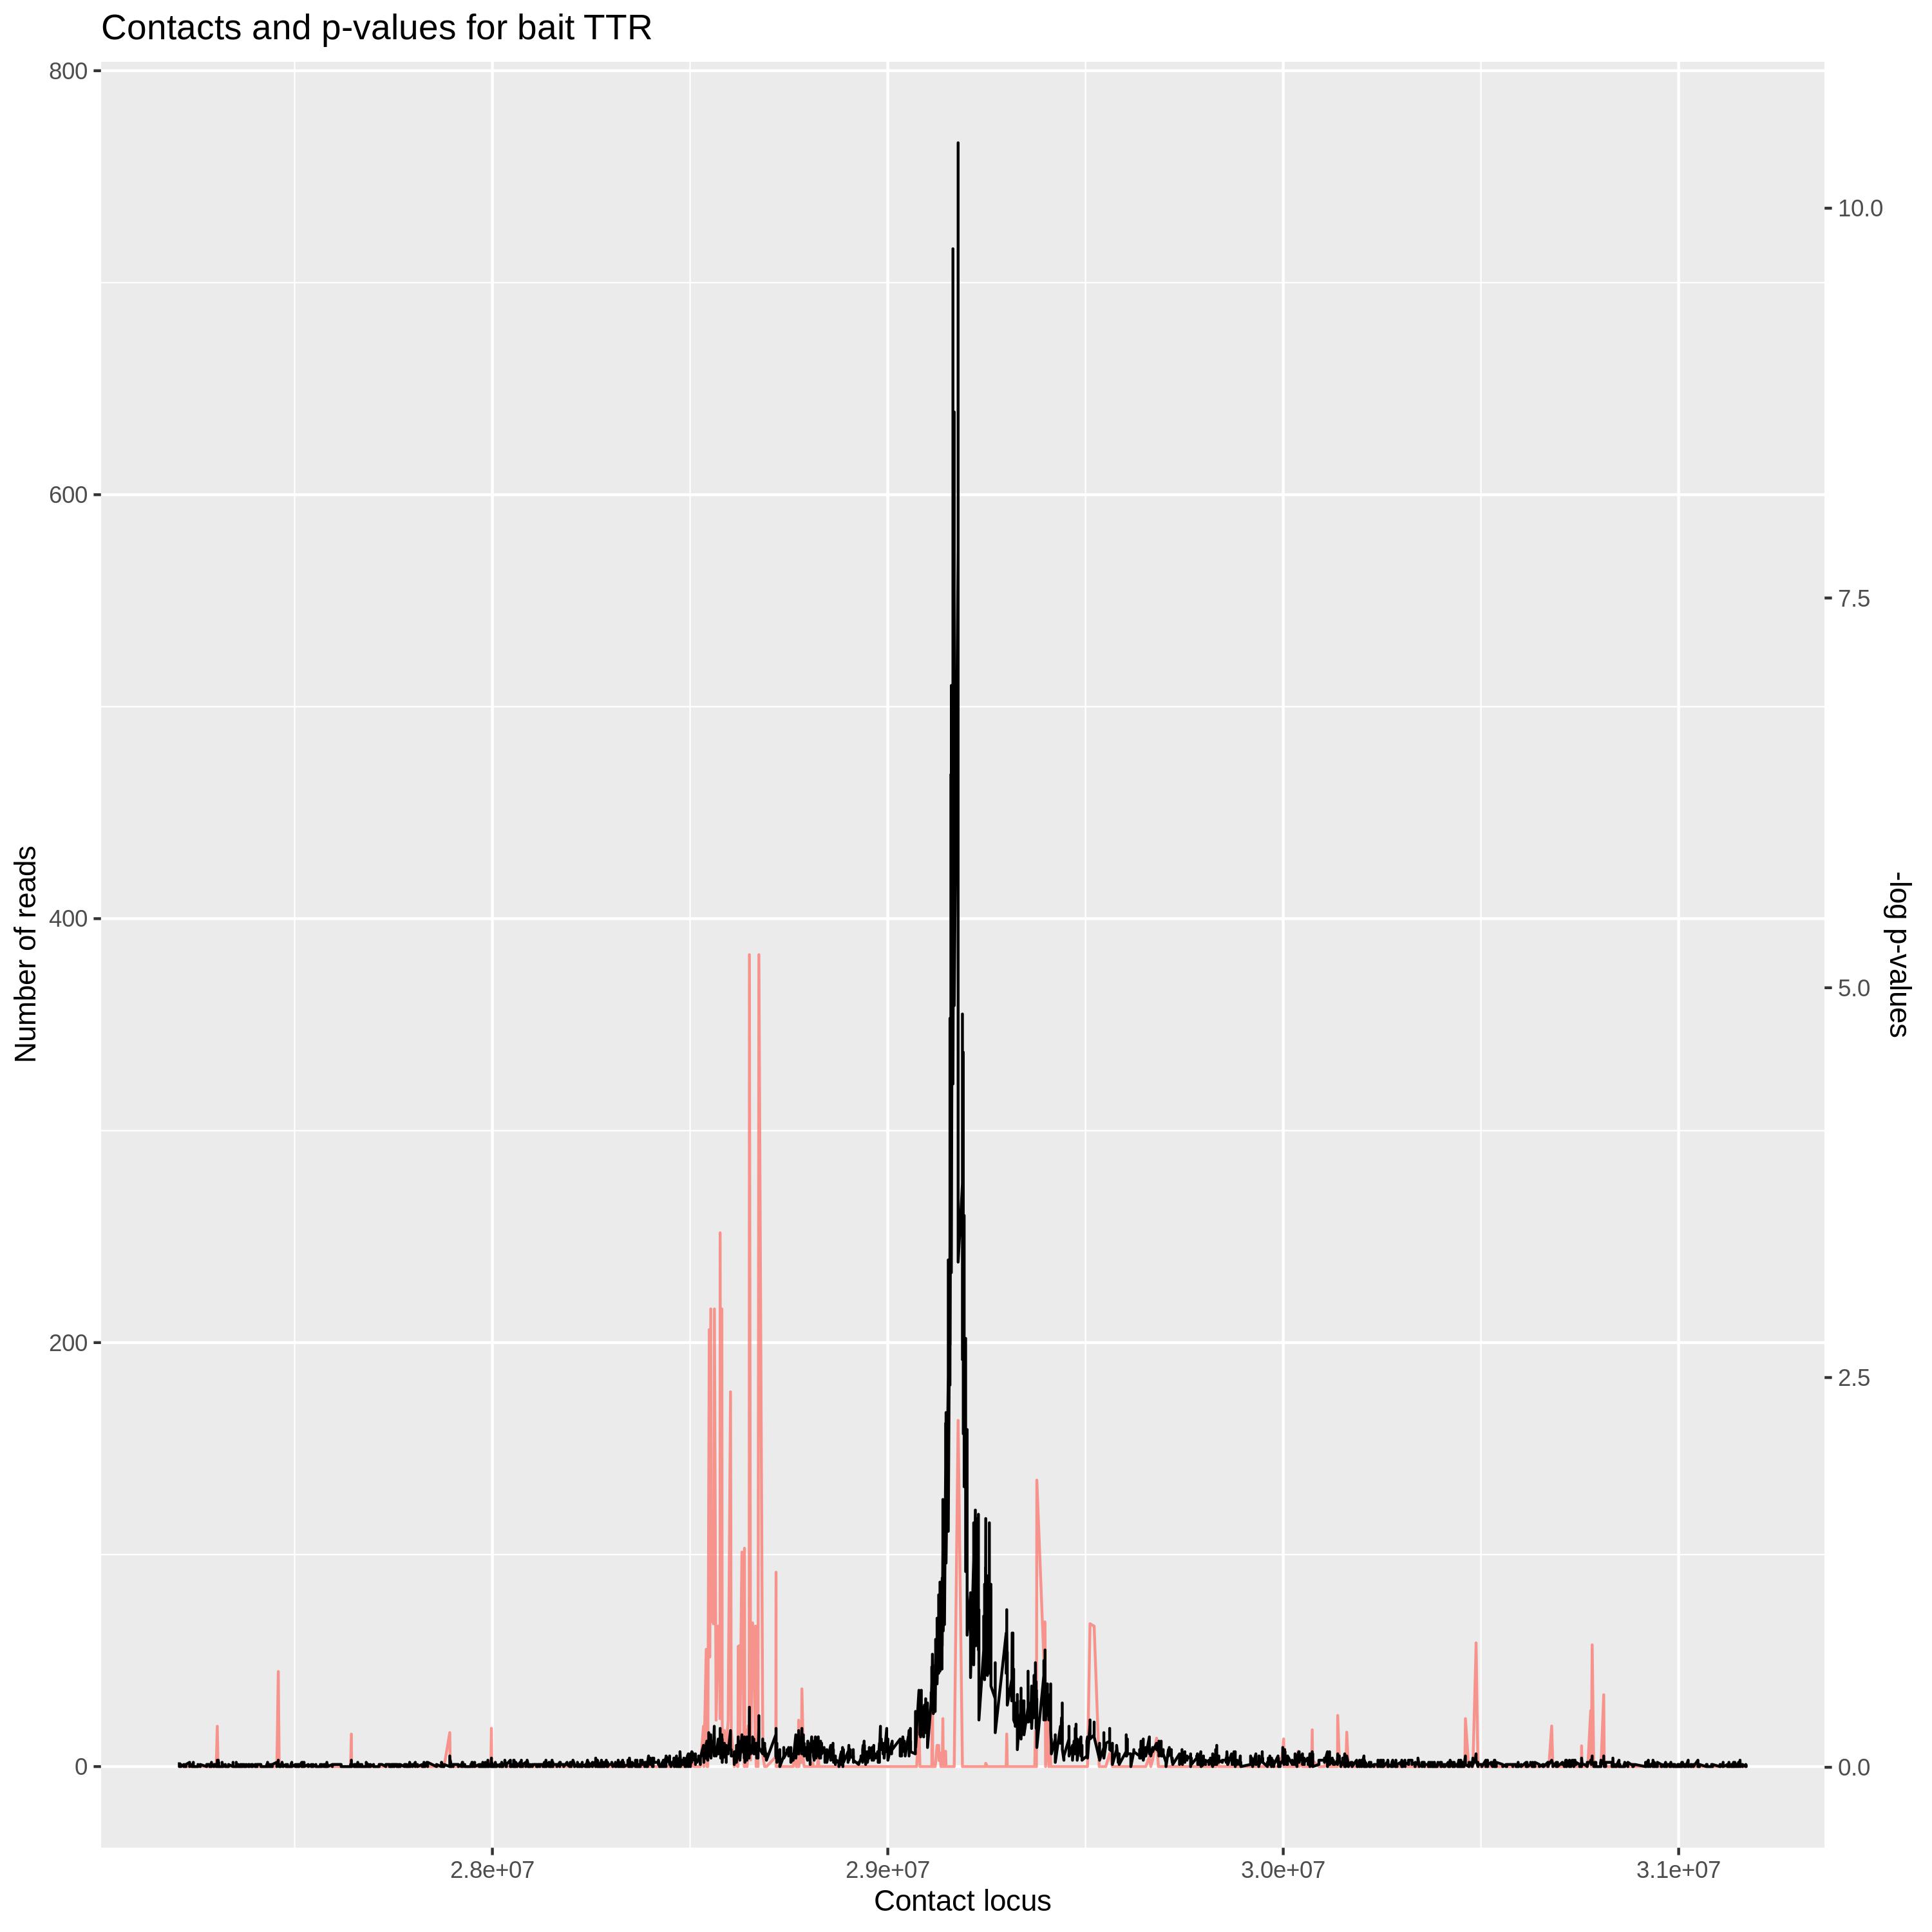 Contacts and p-values for bait TTR
800
600
400
200
0
Number of reads
10.0
7.5
5.0
2.5
0.0
-log p-values
2.8e+07
2.9e+07
3.0e+07
3.1e+07
Contact locus